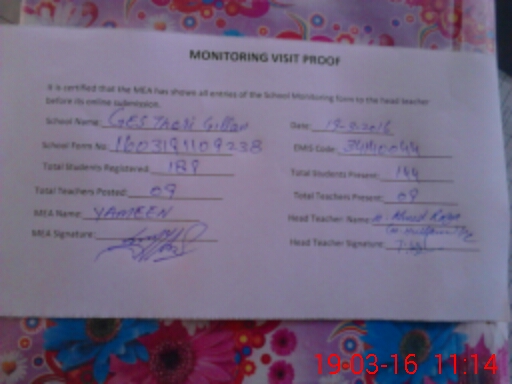 MONITORING VISIT PROOF
It is certified that the MEA has shown all entries of the School Monitoring form to the head teacher
before its online submission.
School Name: GES Thori Gillan Date: 19-3-2016
School Form No: EMIS Code:
Total Students Registered: 189 Total Students Present: 144
Total Teachers Posted: 09 Total Teachers Present: 09
MEA Name: YAMEEN Head Teacher Name
MEA Signature: Head Teacher Signature:
19-03-16 11:14